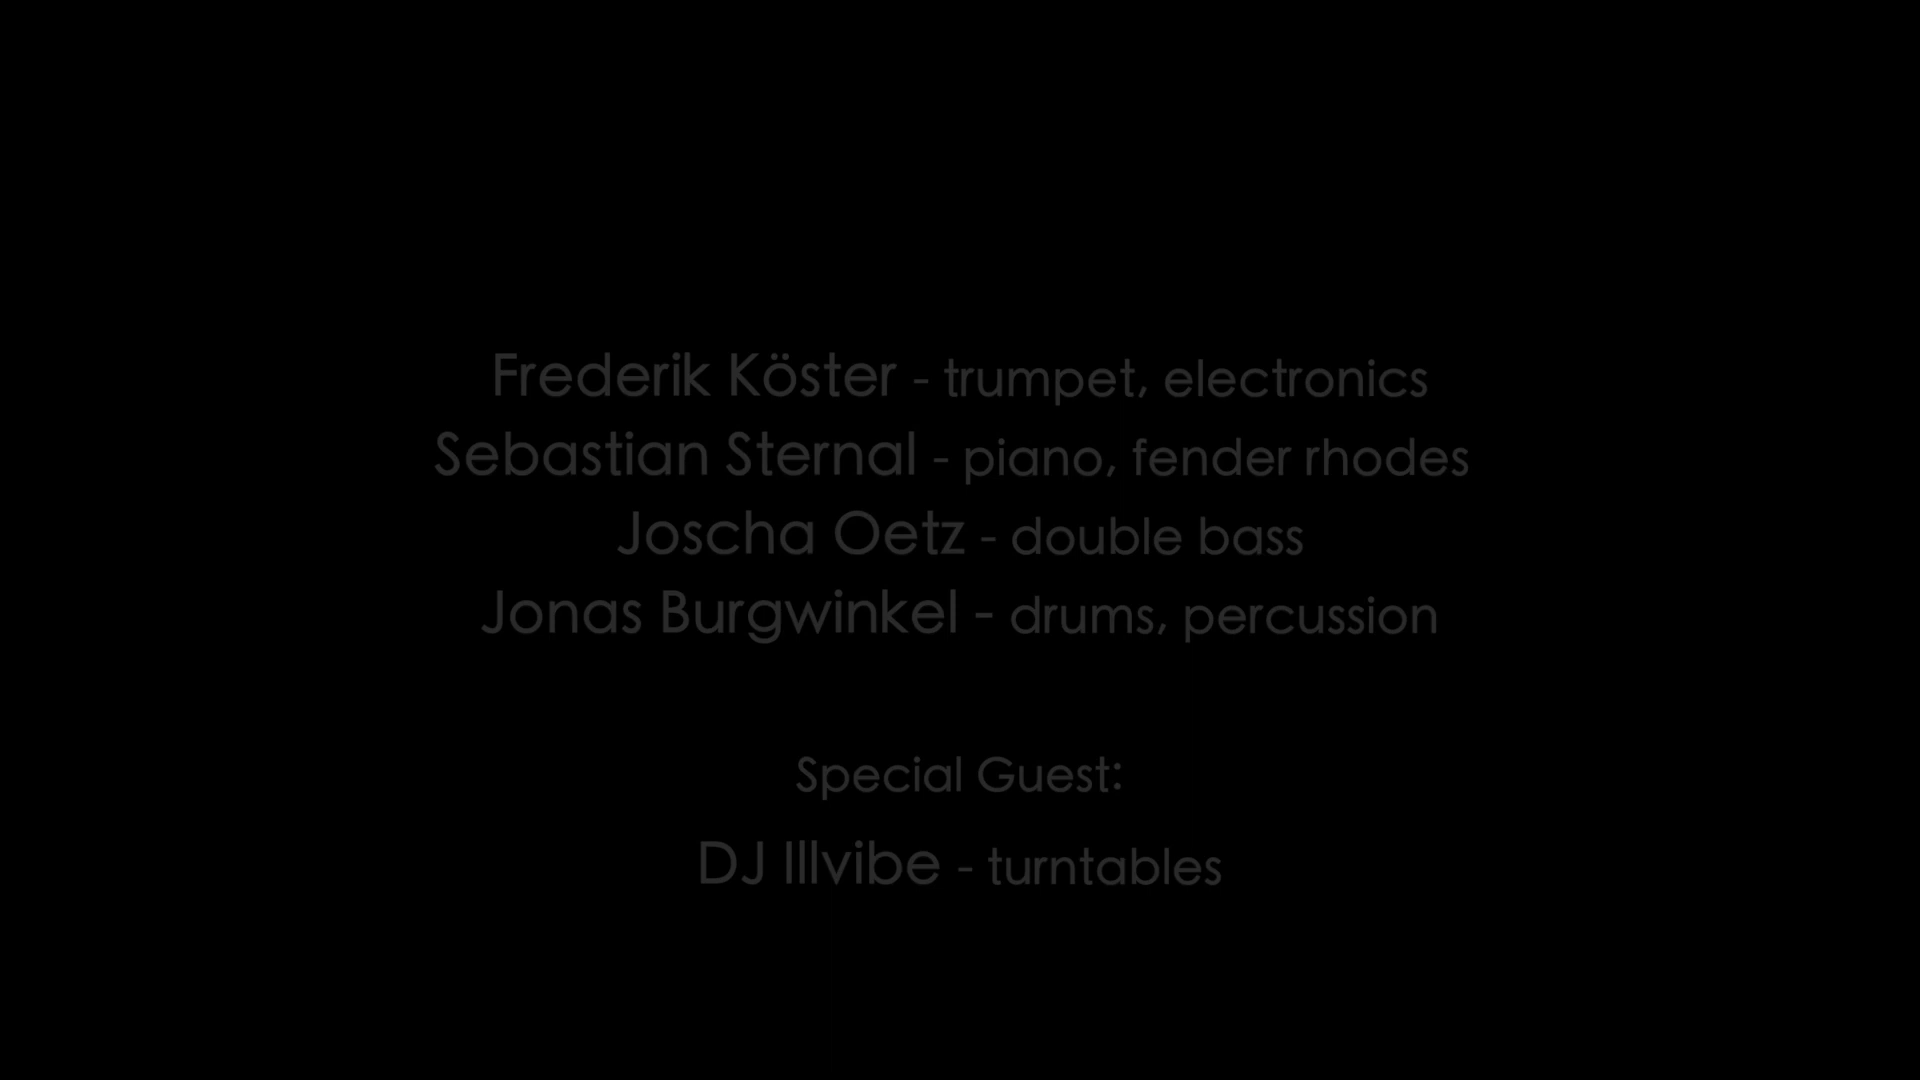 Frederik Köster - trumpet, electronics
Sebastian Sternal - piano, fender rhodes
Joscha Oetz - double bass
Jonas Burgwinkel - drums, percussion
Special Guest:
DJ Illvibe - turntables